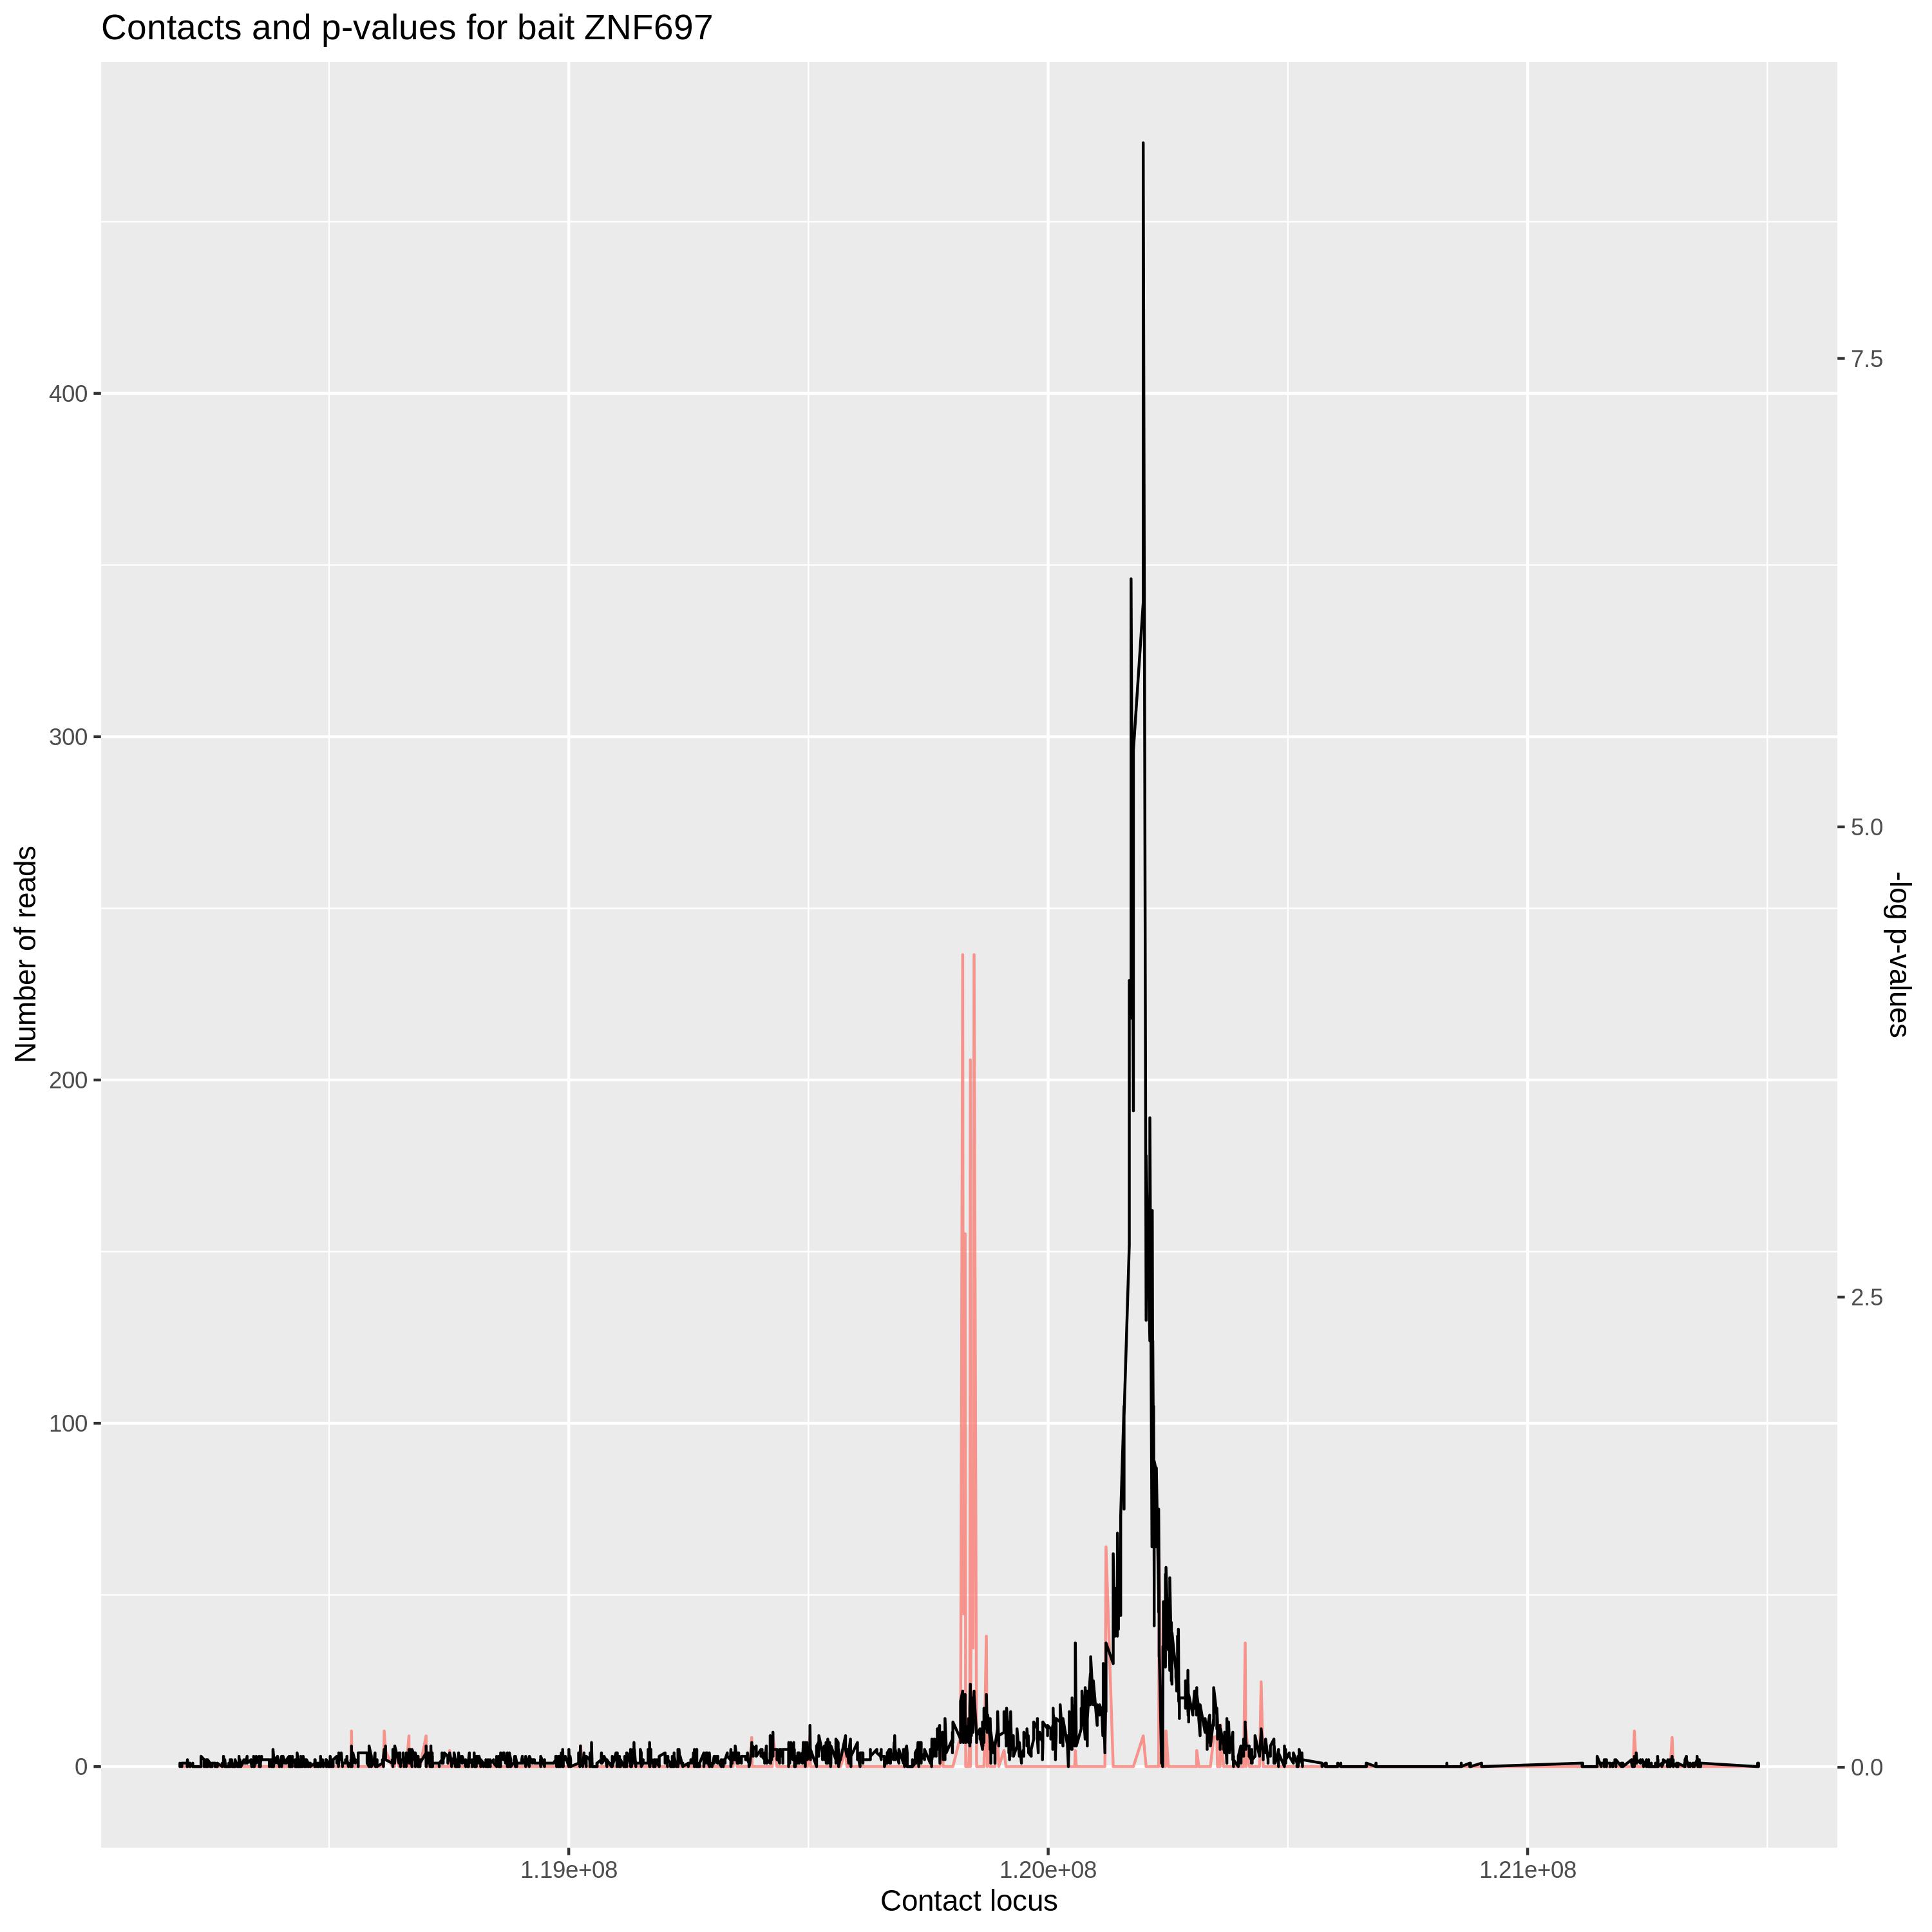 Contacts and p-values for bait ZNF697
Number of reads
400
300
200
100
0
7.5
5.0
2.5
0.0
-log p-values
1.19e+08
1.20e+08
1.21e+08
Contact locus